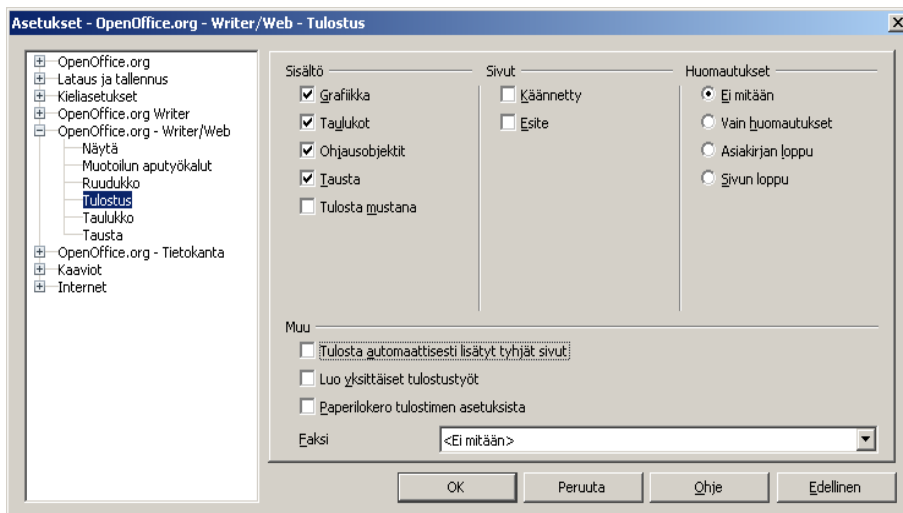 Asetukset - OpenOffice.org - Writer/Web - Tulostus
OpenOffice.org
Lataus ja tallennus
Kieliasetukset
OpenOffice.org Writer
OpenOffice.org - Writer/Web
Näytä
Muotoilun aputyökalut
Ruudukko
Tulostus
Taulukko
Tausta
OpenOffice.org - Tietokanta
Kaaviot
Internet
Sisältö
Grafiikka
Taulukot
Ohjausobjektit
Tausta
Tulosta mustana
Sivut
Käännetty
Esite
Huomautukset
Ei mitään
Vain huomautukset
Asiakirjan loppu
Sivun loppu
Muu
Tulosta automaattisesti lisätyt tyhjät sivut
Luo yksittäiset tulostustyöt
Paperilokero tulostimen asetuksista
Faksi <Ei mitään>
OK Peruuta Ohje Edellinen